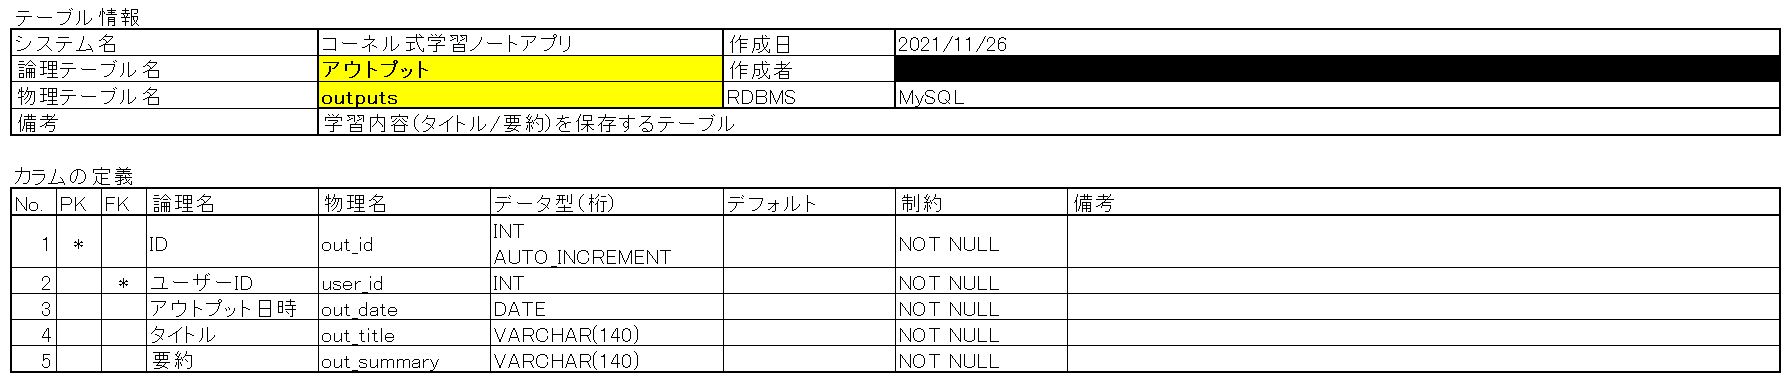 テーブル情報
システム名 コーネル式学習ノートアプリ 作成日 2021/11/26
論理テーブル名 アウトプット 作成者
物理テーブル名 outputs RDBMS MySQL
備考 学習内容(タイトル/要約)を保存するテーブル
カラムの定義
No. PK FK 論理名 物理名 データ型(桁) デフォルト 制約 備考
1 * ID out_id INT AUTO_INCREMENT NOT NULL
2 * ユーザーID user_id INT NOT NULL
3 アウトプット日時 out_date DATE NOT NULL
4 タイトル out_title VARCHAR(140) NOT NULL
5 要約 out_summary VARCHAR(140) NOT NULL